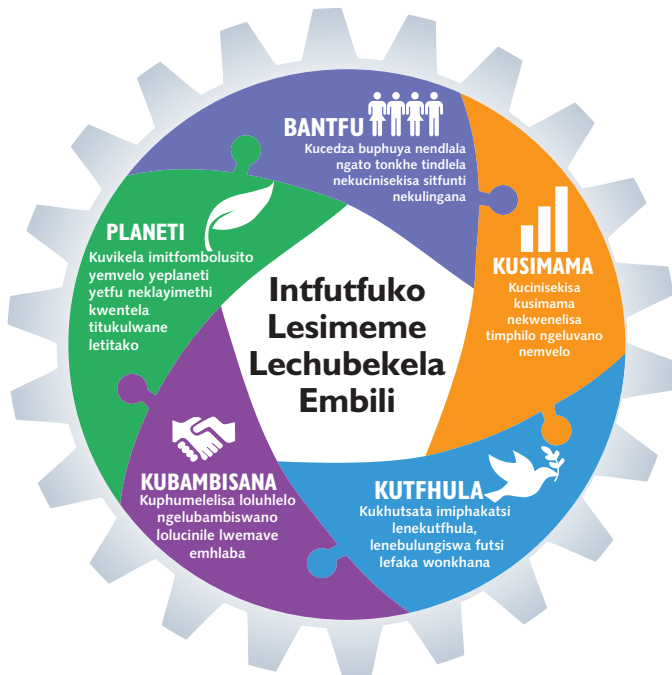 BANTFU
Kucedza buphuya nendlala
ngato tonkhe tindlela
nekucinisekisa sitfunti
nekulingana
KUSIMAMA
Kucinisekisa
kusimama
nekwenelisa
timphilo ngeluvano
nemvelo
KUTFHULA
Kukhutsata imiphakatsi
lenekutfhula,
lenebulungiswa futsi
lefaka wonkhana
KUBAMBISANA
Kuphumelelisa loluhlelo
ngelubambiswano
lolucinile lwemave
emhlaba
PLANETI
Kuvikela imitfombolusito
yemvelo yeplaneti
yetfu neklayimethi
kwentela
titukulwane
letitako
Intfutfuko
Lesimeme
Lechubekela
Embili